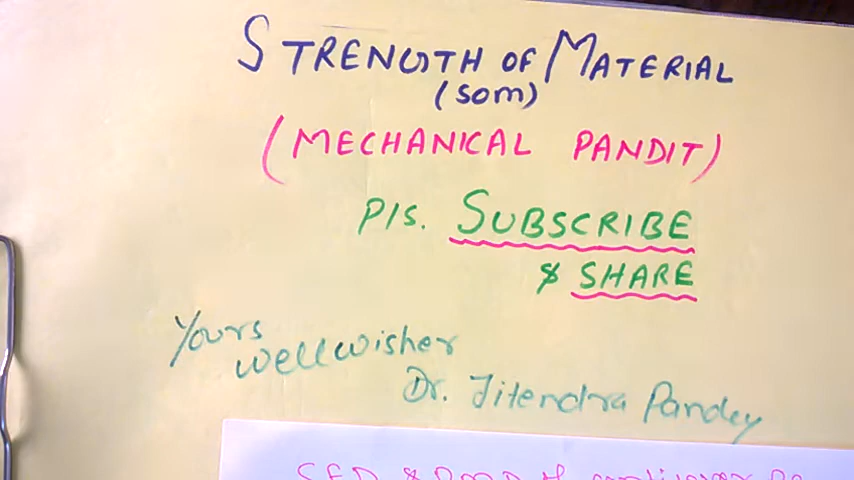 STRENGTH OF MATERIAL
(SOM)
(MECHANICAL PANDIT)
Pls. SUBSCRIBE
& SHARE
Yours
wellwisher
Dr. Jitendra Pandey